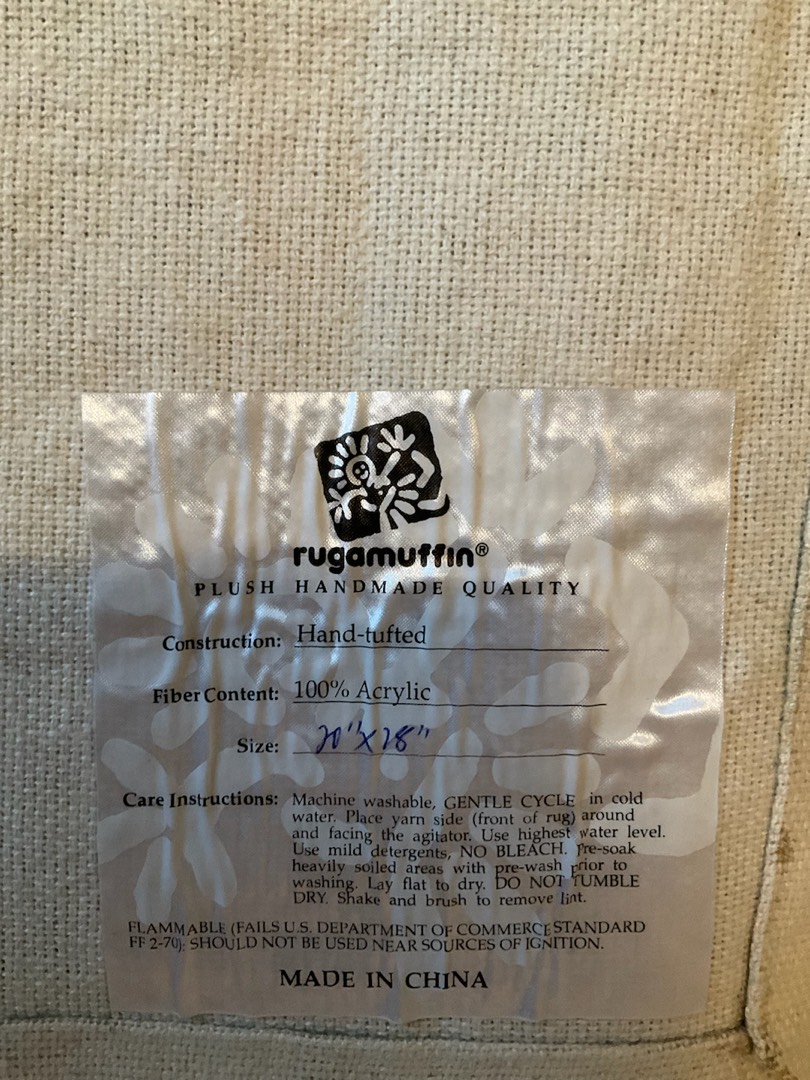 rugamuffin®
PLUSH HANDMADE QUALITY
Construction: Hand-tufted
Fiber Content: 100% Acrylic
Size: 20" x 28"
Care Instructions: Machine washable, GENTLE CYCLE in cold
water. Place yarn side (front of rug) around
and facing the agitator. Use highest water level.
Use mild detergents, NO BLEACH. Pre-soak
heavily soiled areas with pre-wash prior to
washing. Lay flat to dry. DO NOT TUMBLE
DRY. Shake and brush to remove lint.
FLAMMABLE (FAILS U.S. DEPARTMENT OF COMMERCE STANDARD
FF 2-70): SHOULD NOT BE USED NEAR SOURCES OF IGNITION.
MADE IN CHINA